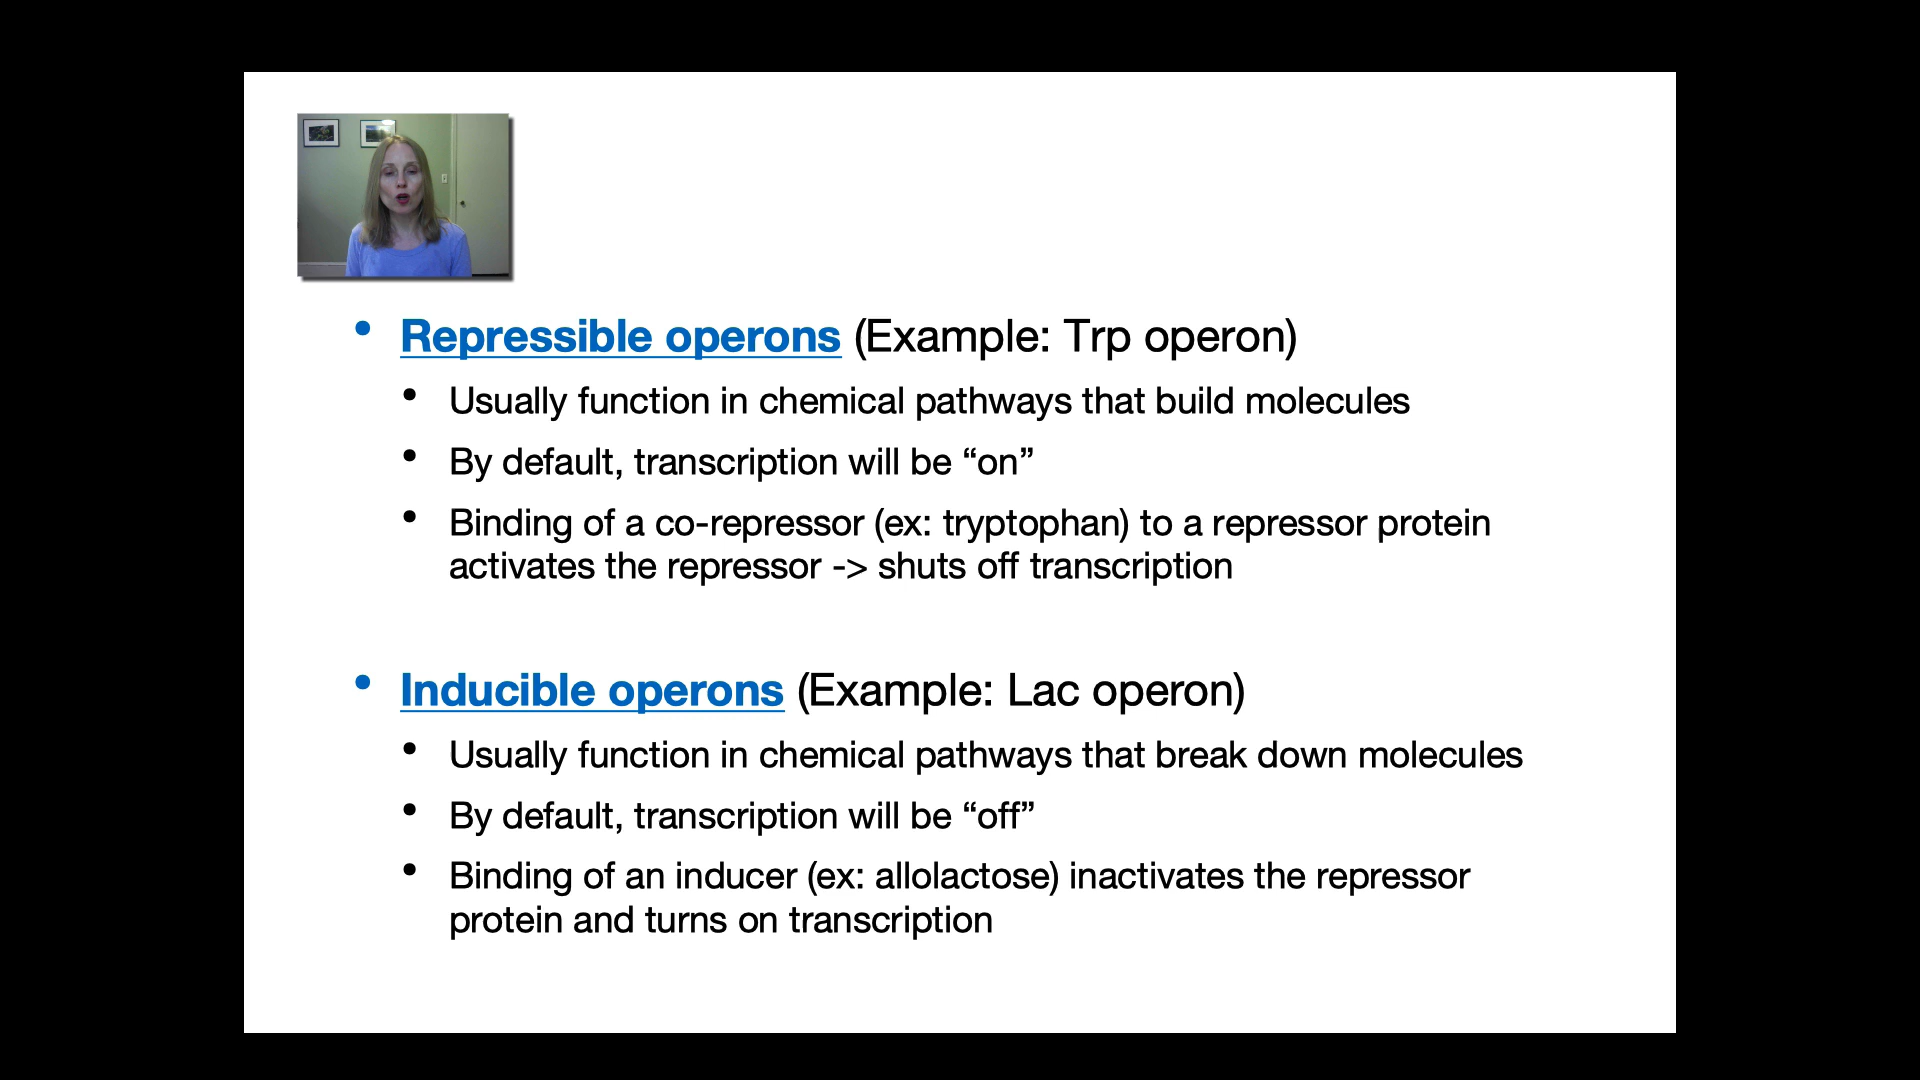 • Repressible operons (Example: Trp operon)
• Usually function in chemical pathways that build molecules
• By default, transcription will be “on”
• Binding of a co-repressor (ex: tryptophan) to a repressor protein
activates the repressor -> shuts off transcription
• Inducible operons (Example: Lac operon)
• Usually function in chemical pathways that break down molecules
• By default, transcription will be “off”
• Binding of an inducer (ex: allolactose) inactivates the repressor
protein and turns on transcription